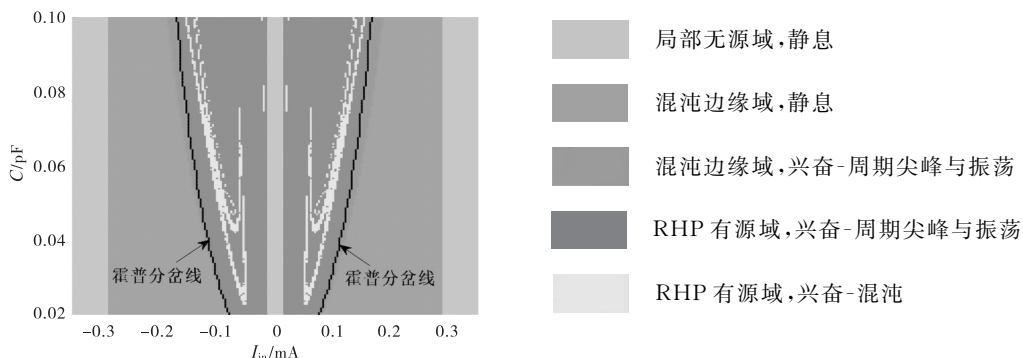 0.10
0.08
0.06
0.04
0.02
C/pF
霍普分岔线
霍普分岔线
−0.3
−0.2
−0.1
0
0.1
0.2
0.3
I_in/mA
局部无源域,静息
混沌边缘域,静息
混沌边缘域,兴奋-周期尖峰与振荡
RHP 有源域,兴奋-周期尖峰与振荡
RHP 有源域,兴奋-混沌